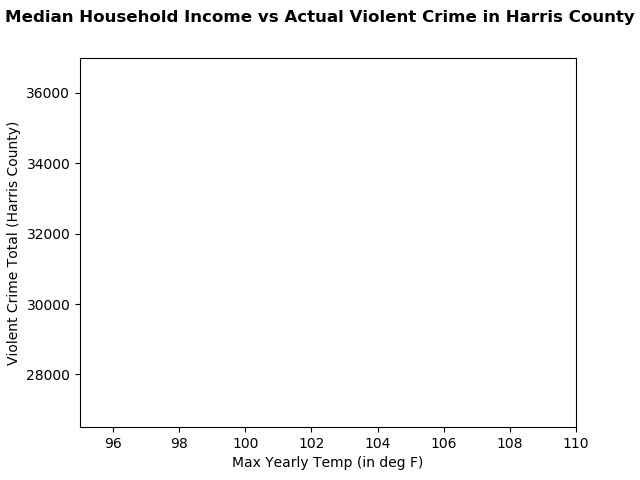 Median Household Income vs Actual Violent Crime in Harris County
36000
34000
32000
30000
28000
Violent Crime Total (Harris County)
96 98 100 102 104 106 108 110
Max Yearly Temp (in deg F)